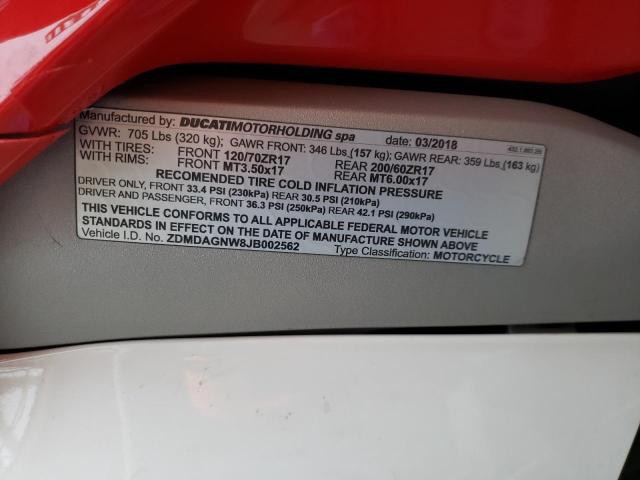 Manufactured by: DUCATIMOTORHOLDING spa date: 03/2018 432.1.865.2B
GVWR: 705 Lbs (320 kg); GAWR FRONT: 346 Lbs (157 kg); GAWR REAR: 359 Lbs (163 kg)
WITH TIRES: FRONT 120/70ZR17 REAR 200/60ZR17
WITH RIMS: FRONT MT3.50x17 REAR MT6.00x17
RECOMENDED TIRE COLD INFLATION PRESSURE
DRIVER ONLY, FRONT 33.4 PSI (230kPa) REAR 30.5 PSI (210kPa)
DRIVER AND PASSENGER, FRONT 36.3 PSI (250kPa) REAR 42.1 PSI (290kPa)
THIS VEHICLE CONFORMS TO ALL APPLICABLE FEDERAL MOTOR VEHICLE
STANDARDS IN EFFECT ON THE DATE OF MANUFACTURE SHOWN ABOVE
Vehicle I.D. No. ZDMDAGNW8JB002562 Type Classification: MOTORCYCLE